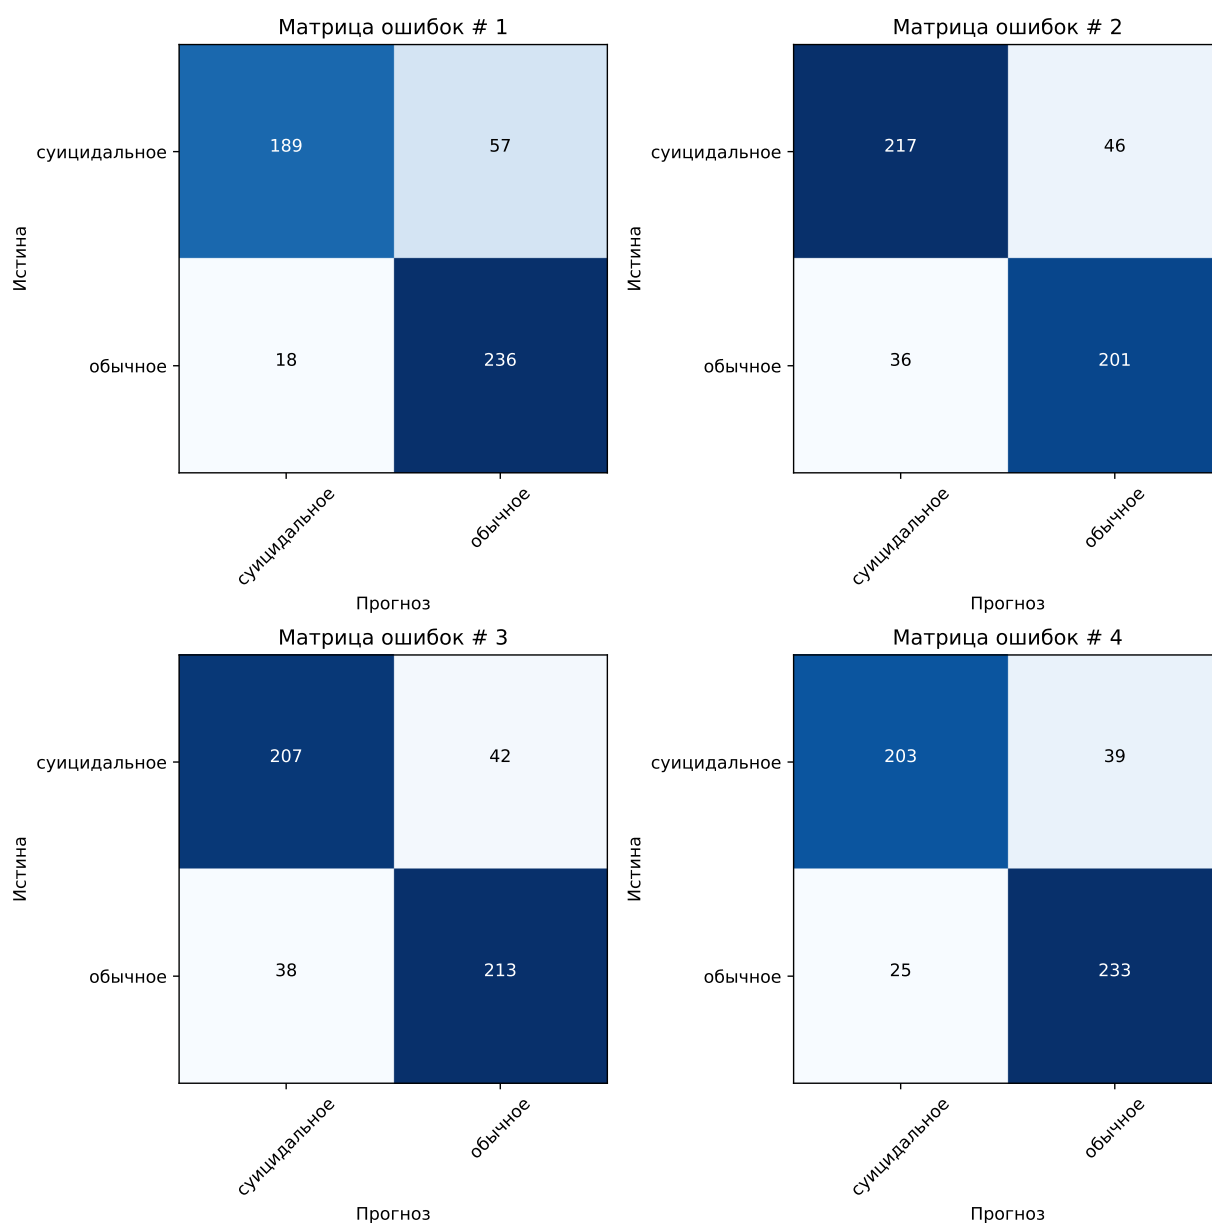 Матрица ошибок # 1
суицидальное
189
57
Истина
обычное
18
236
суицидальное
обычное
Прогноз
Матрица ошибок # 2
суицидальное
217
46
Истина
обычное
36
201
суицидальное
обычное
Прогноз
Матрица ошибок # 3
суицидальное
207
42
Истина
обычное
38
213
суицидальное
обычное
Прогноз
Матрица ошибок # 4
суицидальное
203
39
Истина
обычное
25
233
суицидальное
обычное
Прогноз